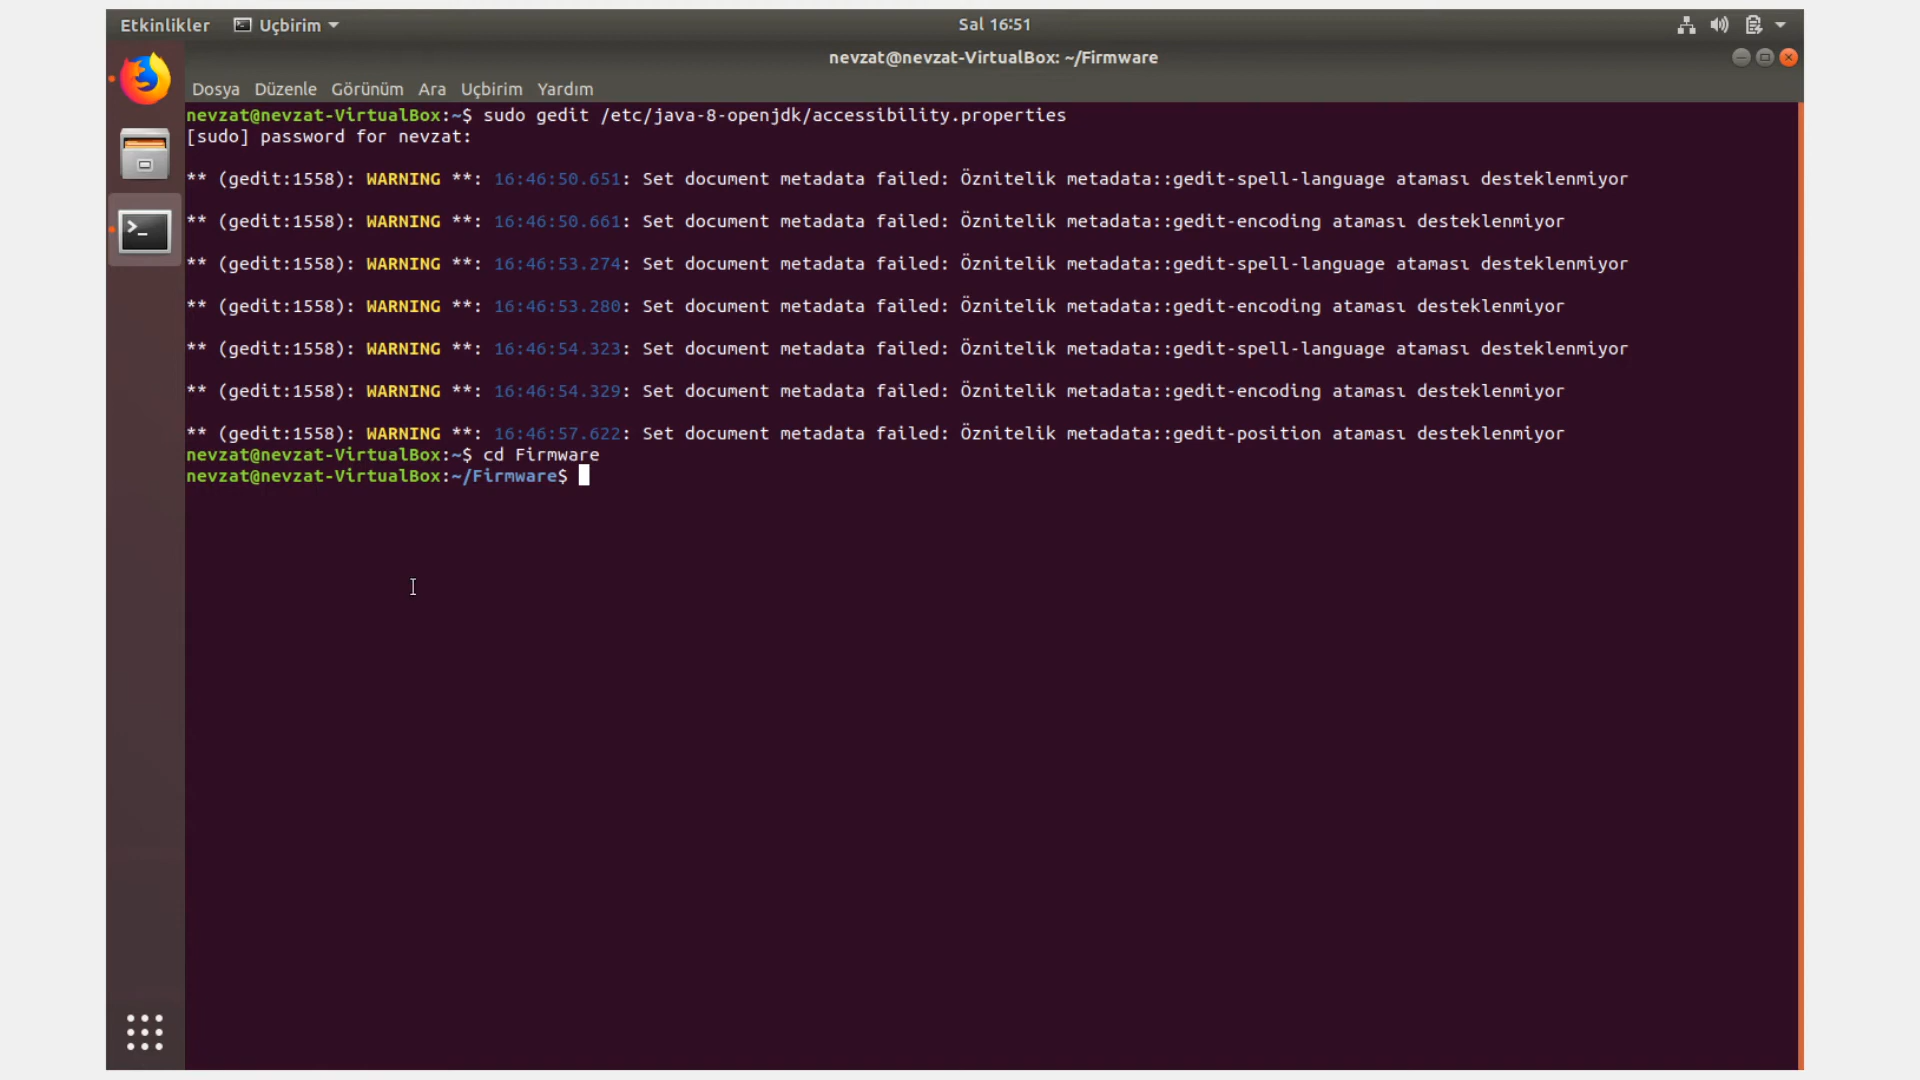 Etkinlikler Uçbirim Sal 16:51
nevzat@nevzat-VirtualBox: ~/Firmware
Dosya Düzenle Görünüm Ara Uçbirim Yardım
nevzat@nevzat-VirtualBox:~$ sudo gedit /etc/java-8-openjdk/accessibility.properties
[sudo] password for nevzat:
** (gedit:1558): WARNING **: 16:46:50.651: Set document metadata failed: Öznitelik metadata::gedit-spell-language ataması desteklenmiyor
** (gedit:1558): WARNING **: 16:46:50.661: Set document metadata failed: Öznitelik metadata::gedit-encoding ataması desteklenmiyor
** (gedit:1558): WARNING **: 16:46:53.274: Set document metadata failed: Öznitelik metadata::gedit-spell-language ataması desteklenmiyor
** (gedit:1558): WARNING **: 16:46:53.280: Set document metadata failed: Öznitelik metadata::gedit-encoding ataması desteklenmiyor
** (gedit:1558): WARNING **: 16:46:54.323: Set document metadata failed: Öznitelik metadata::gedit-spell-language ataması desteklenmiyor
** (gedit:1558): WARNING **: 16:46:54.329: Set document metadata failed: Öznitelik metadata::gedit-encoding ataması desteklenmiyor
** (gedit:1558): WARNING **: 16:46:57.622: Set document metadata failed: Öznitelik metadata::gedit-position ataması desteklenmiyor
nevzat@nevzat-VirtualBox:~$ cd Firmware
nevzat@nevzat-VirtualBox:~/Firmware$